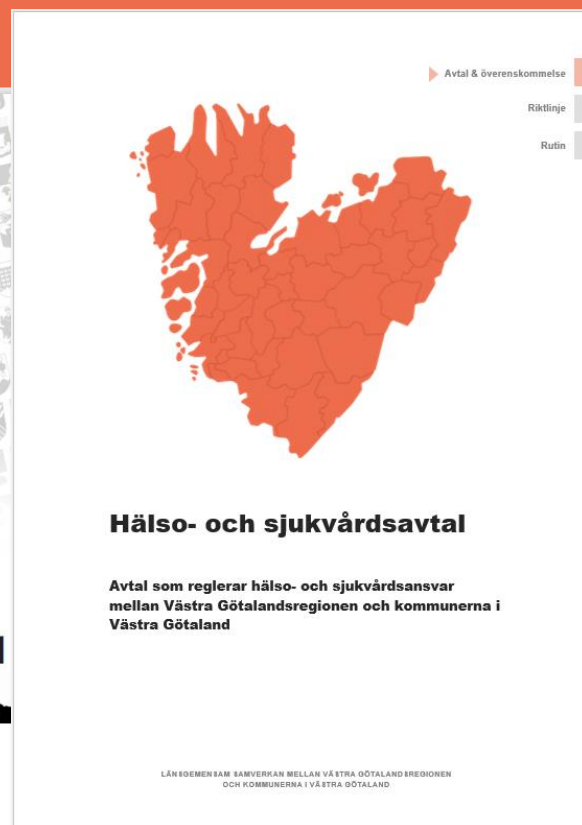 Avtal & överenskommelse
Riktlinje
Rutin
Hälso- och sjukvårdsavtal
Avtal som reglerar hälso- och sjukvårdsansvar
mellan Västra Götalandsregionen och kommunerna i
Västra Götaland
LÄNSGEMENSAM SAMVERKAN MELLAN VÄSTRA GÖTALANDSREGIONEN
OCH KOMMUNERNA I VÄSTRA GÖTALAND